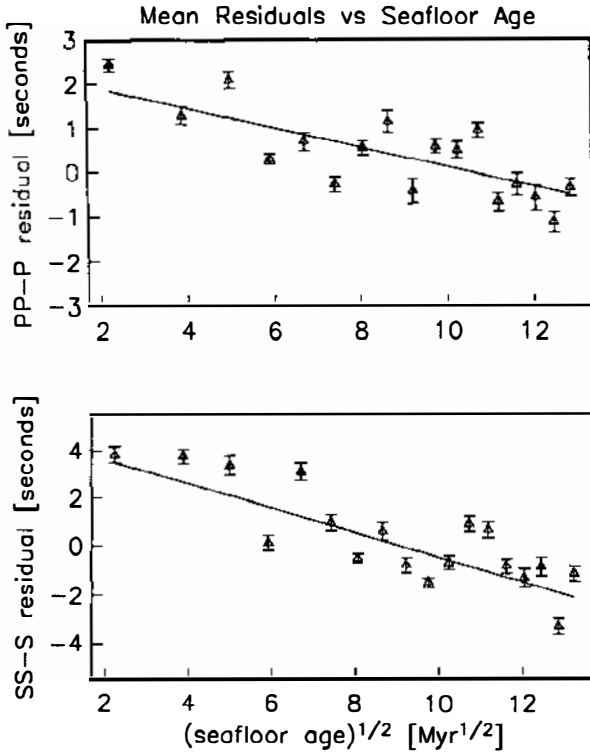 Mean Residuals vs Seafloor Age
PP-P residual [seconds]
3
2
1
0
-1
-2
-3
2 4 6 8 10 12
SS-S residual [seconds]
4
2
0
-2
-4
2 4 6 8 10 12
(seafloor age)^1/2 [Myr^1/2]